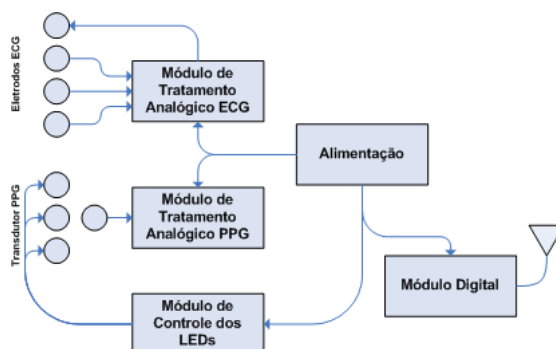 Eletrodos ECG
Módulo de
Tratamento
Analógico ECG
Alimentação
Transdutor PPG
Módulo de
Tratamento
Analógico PPG
Módulo Digital
Módulo de
Controle dos
LEDs